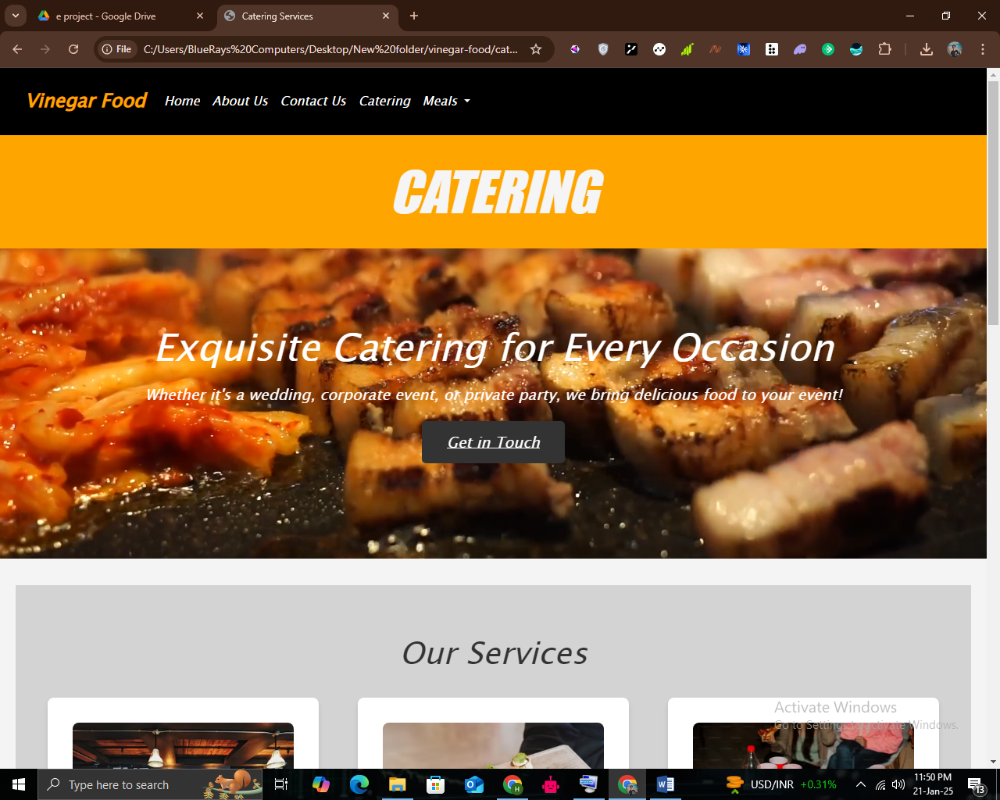 e project - Google Drive
Catering Services
File
C:/Users/BlueRays%20Computers/Desktop/New%20folder/vinegar-food/cat...
Vinegar Food
Home
About Us
Contact Us
Catering
Meals
CATERING
Exquisite Catering for Every Occasion
Whether it's a wedding, corporate event, or private party, we bring delicious food to your event!
Get in Touch
Our Services
Activate Windows
Go to Settings to activate Windows.
Type here to search
USD/INR +0.31%
11:50 PM
21-Jan-25
13